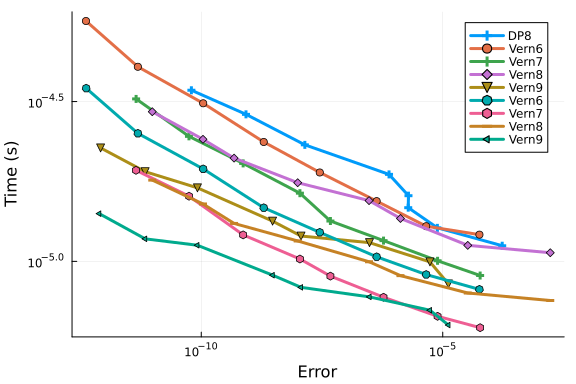 DP8
Vern6
Vern7
Vern8
Vern9
Vern6
Vern7
Vern8
Vern9
10⁻⁴·⁵
Time (s)
10⁻⁵·⁰
10⁻¹⁰
10⁻⁵
Error